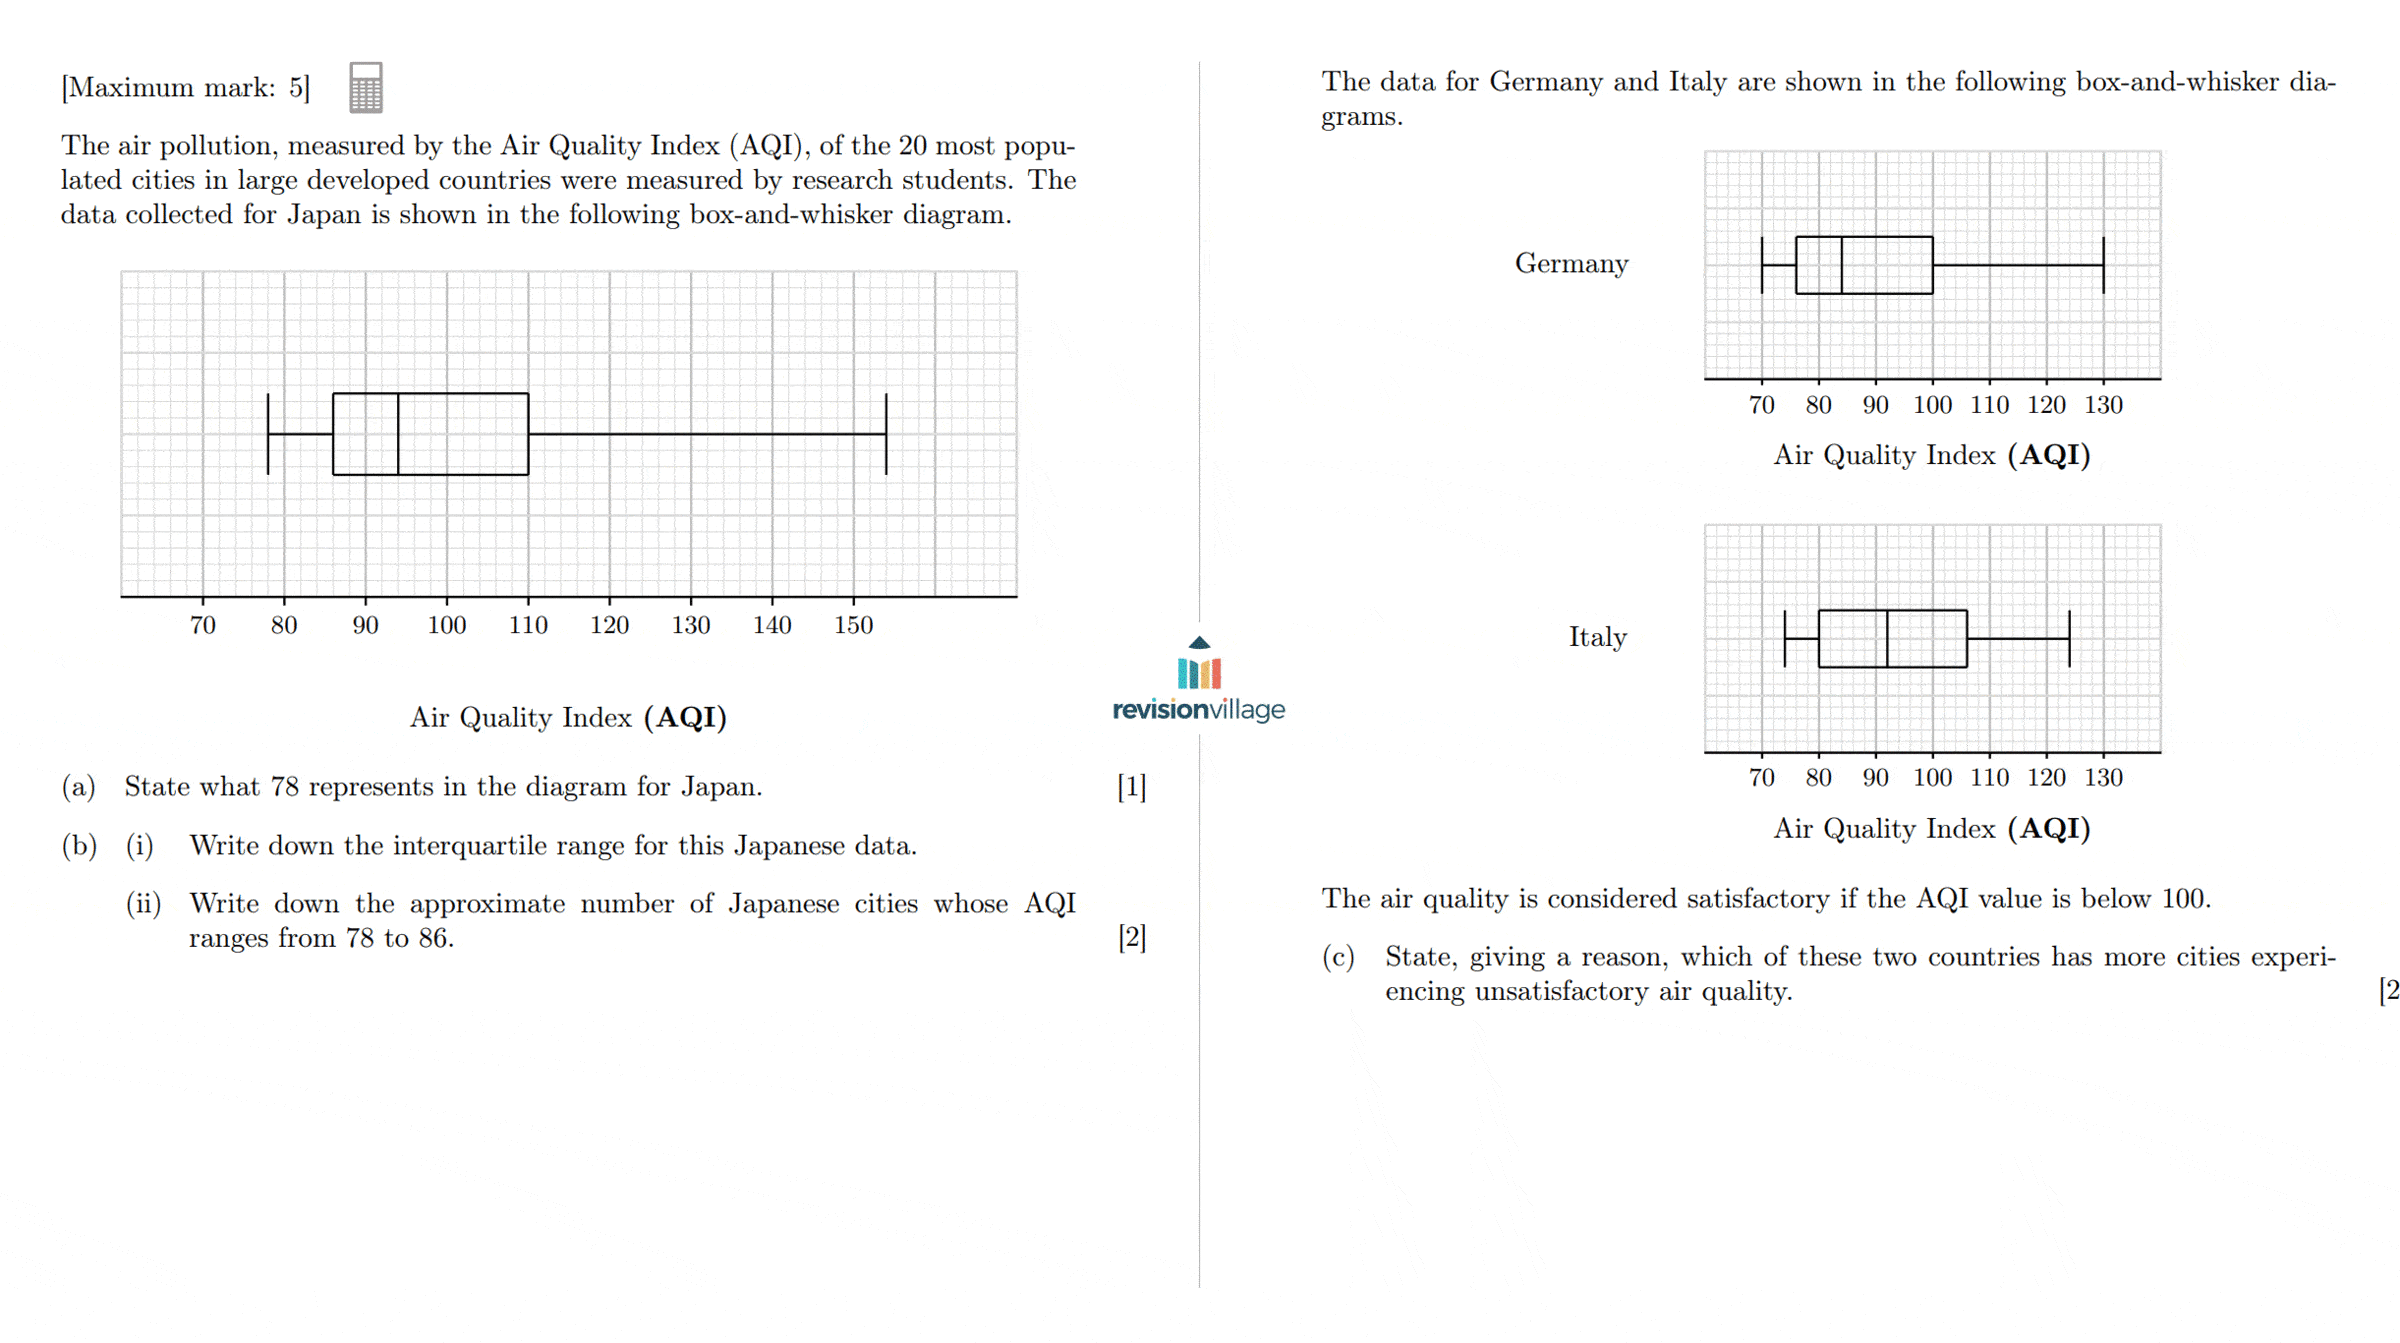 [Maximum mark: 5]
The air pollution, measured by the Air Quality Index (AQI), of the 20 most popu-
lated cities in large developed countries were measured by research students. The
data collected for Japan is shown in the following box-and-whisker diagram.
70 80 90 100 110 120 130 140 150
Air Quality Index (AQI)
(a) State what 78 represents in the diagram for Japan. [1]
(b) (i) Write down the interquartile range for this Japanese data.
(ii) Write down the approximate number of Japanese cities whose AQI
ranges from 78 to 86. [2]
revisionvillage
The data for Germany and Italy are shown in the following box-and-whisker dia-
grams.
Germany
70 80 90 100 110 120 130
Air Quality Index (AQI)
Italy
70 80 90 100 110 120 130
Air Quality Index (AQI)
The air quality is considered satisfactory if the AQI value is below 100.
(c) State, giving a reason, which of these two countries has more cities experi-
encing unsatisfactory air quality. [2